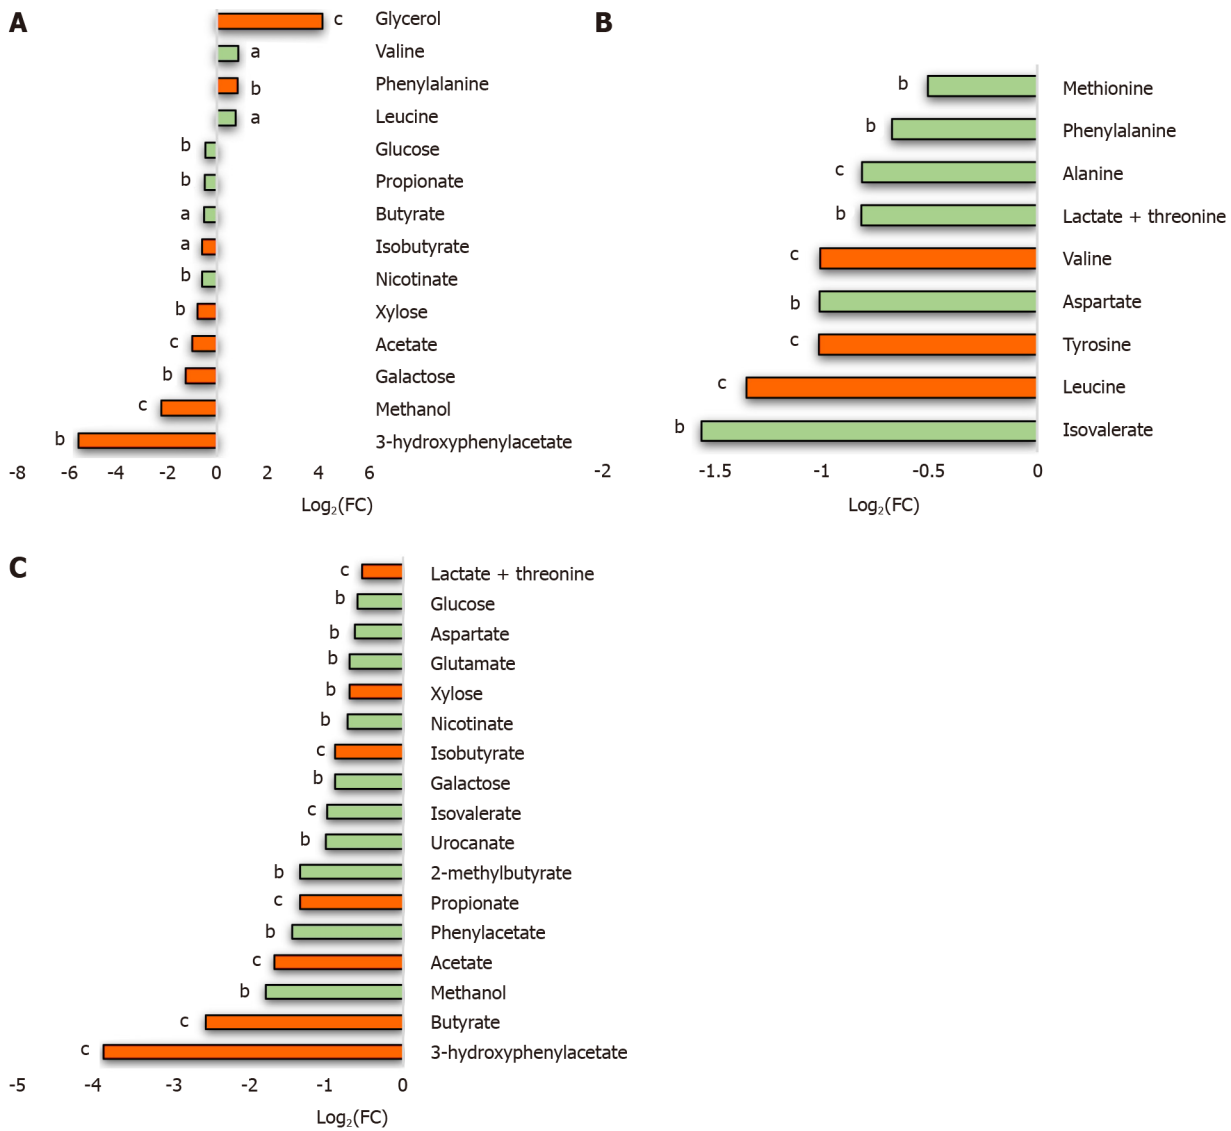 A
c Glycerol
a Valine
b Phenylalanine
a Leucine
b Glucose
b Propionate
a Butyrate
a Isobutyrate
b Nicotinate
b Xylose
c Acetate
b Galactose
c Methanol
b 3-hydroxyphenylacetate
-8 -6 -4 -2 0 2 4 6
Log₂(FC)
B
b Methionine
b Phenylalanine
c Alanine
b Lactate + threonine
c Valine
b Aspartate
c Tyrosine
c Leucine
b Isovalerate
-2 -1.5 -1 -0.5 0
Log₂(FC)
C
c Lactate + threonine
b Glucose
b Aspartate
b Glutamate
b Xylose
b Nicotinate
c Isobutyrate
b Galactose
c Isovalerate
b Urocanate
b 2-methylbutyrate
c Propionate
b Phenylacetate
c Acetate
b Methanol
c Butyrate
c 3-hydroxyphenylacetate
-5 -4 -3 -2 -1 0
Log₂(FC)